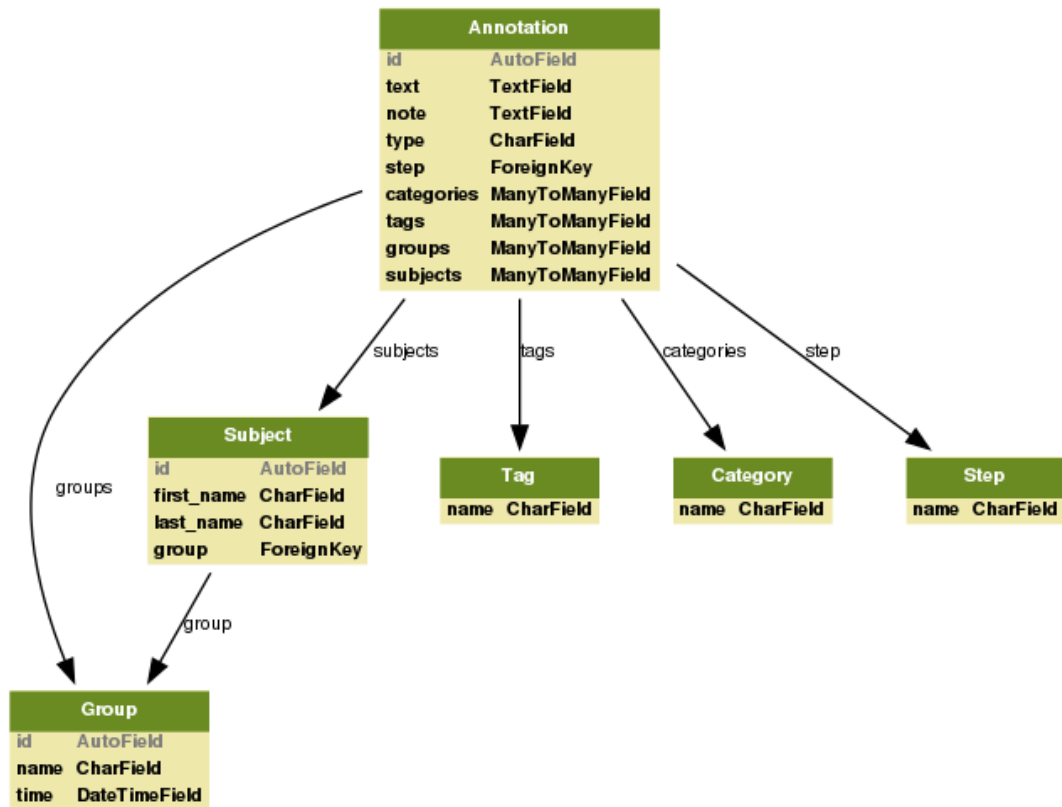 Annotation
id AutoField
text TextField
note TextField
type CharField
step ForeignKey
categories ManyToManyField
tags ManyToManyField
groups ManyToManyField
subjects ManyToManyField
subjects
tags
categories
step
Subject
id AutoField
first_name CharField
last_name CharField
group ForeignKey
Tag
name CharField
Category
name CharField
Step
name CharField
groups
group
Group
id AutoField
name CharField
time DateTimeField